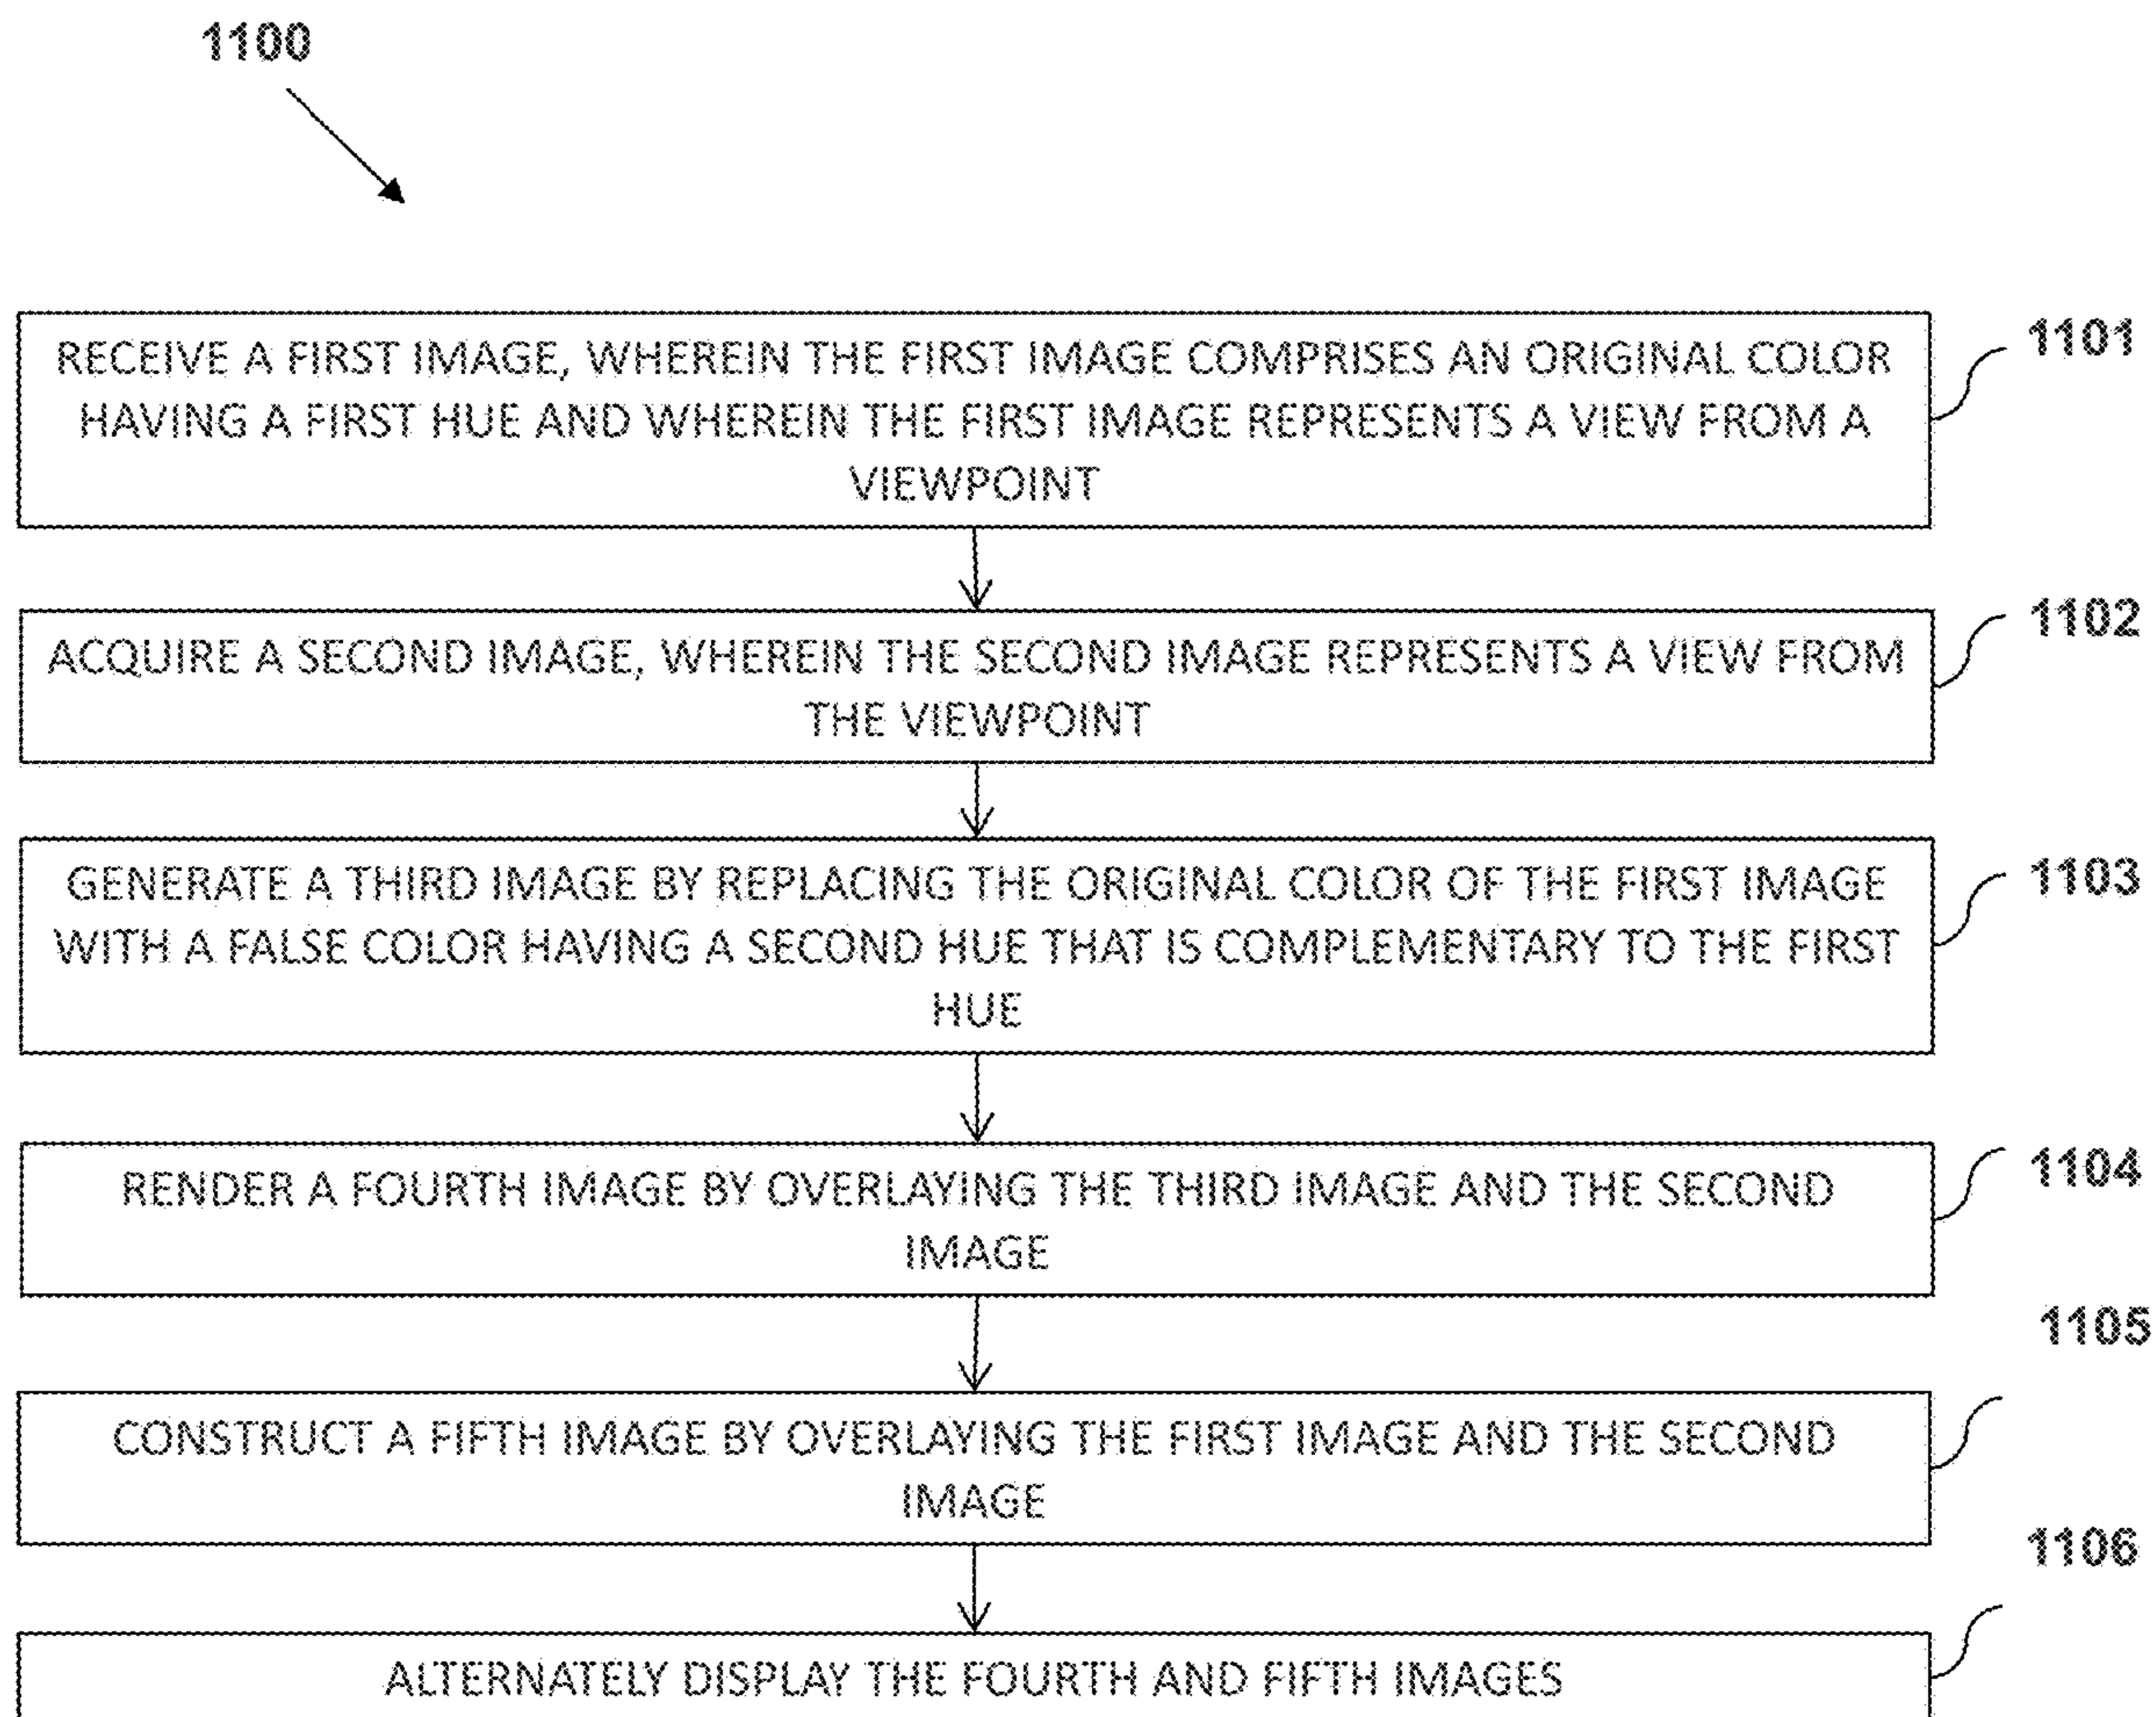 1100
RECEIVE A FIRST IMAGE, WHEREIN THE FIRST IMAGE COMPRISES AN ORIGINAL COLOR
HAVING A FIRST HUE AND WHEREIN THE FIRST IMAGE REPRESENTS A VIEW FROM A
VIEWPOINT
1101
ACQUIRE A SECOND IMAGE, WHEREIN THE SECOND IMAGE REPRESENTS A VIEW FROM
THE VIEWPOINT
1102
GENERATE A THIRD IMAGE BY REPLACING THE ORIGINAL COLOR OF THE FIRST IMAGE
WITH A FALSE COLOR HAVING A SECOND HUE THAT IS COMPLEMENTARY TO THE FIRST
HUE
1103
RENDER A FOURTH IMAGE BY OVERLAYING THE THIRD IMAGE AND THE SECOND
IMAGE
1104
CONSTRUCT A FIFTH IMAGE BY OVERLAYING THE FIRST IMAGE AND THE SECOND
IMAGE
1105
ALTERNATELY DISPLAY THE FOURTH AND FIFTH IMAGES
1106